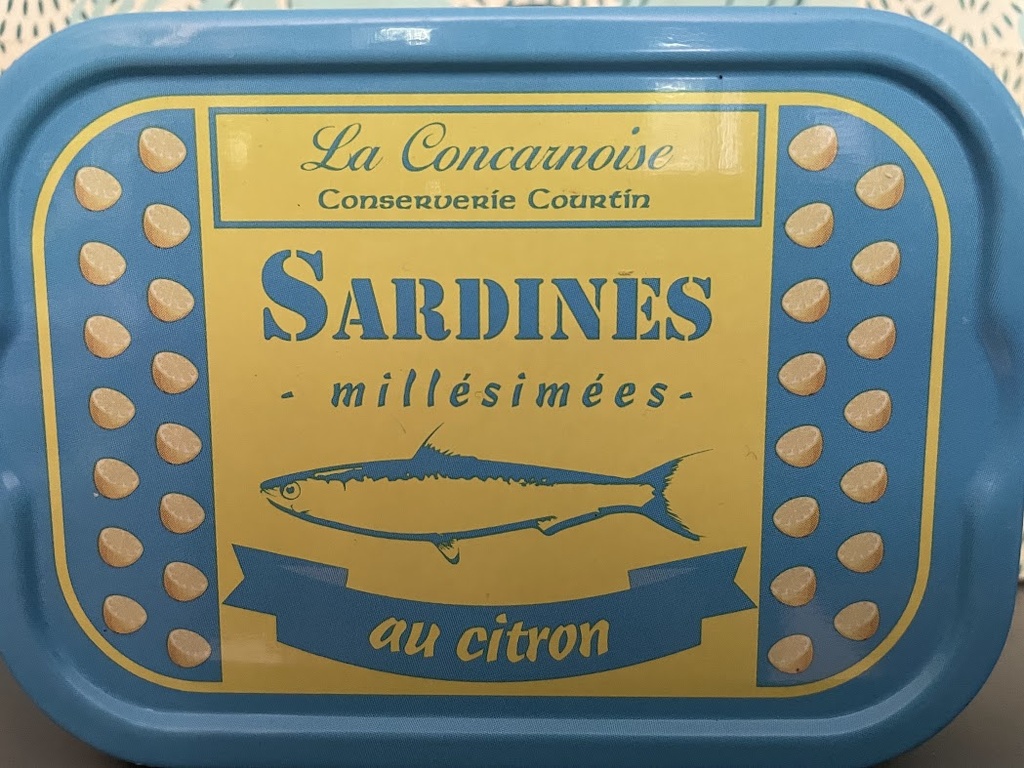 La Concarnoise
Conserverie Courtin
SARDINES
- millésimées -
au citron